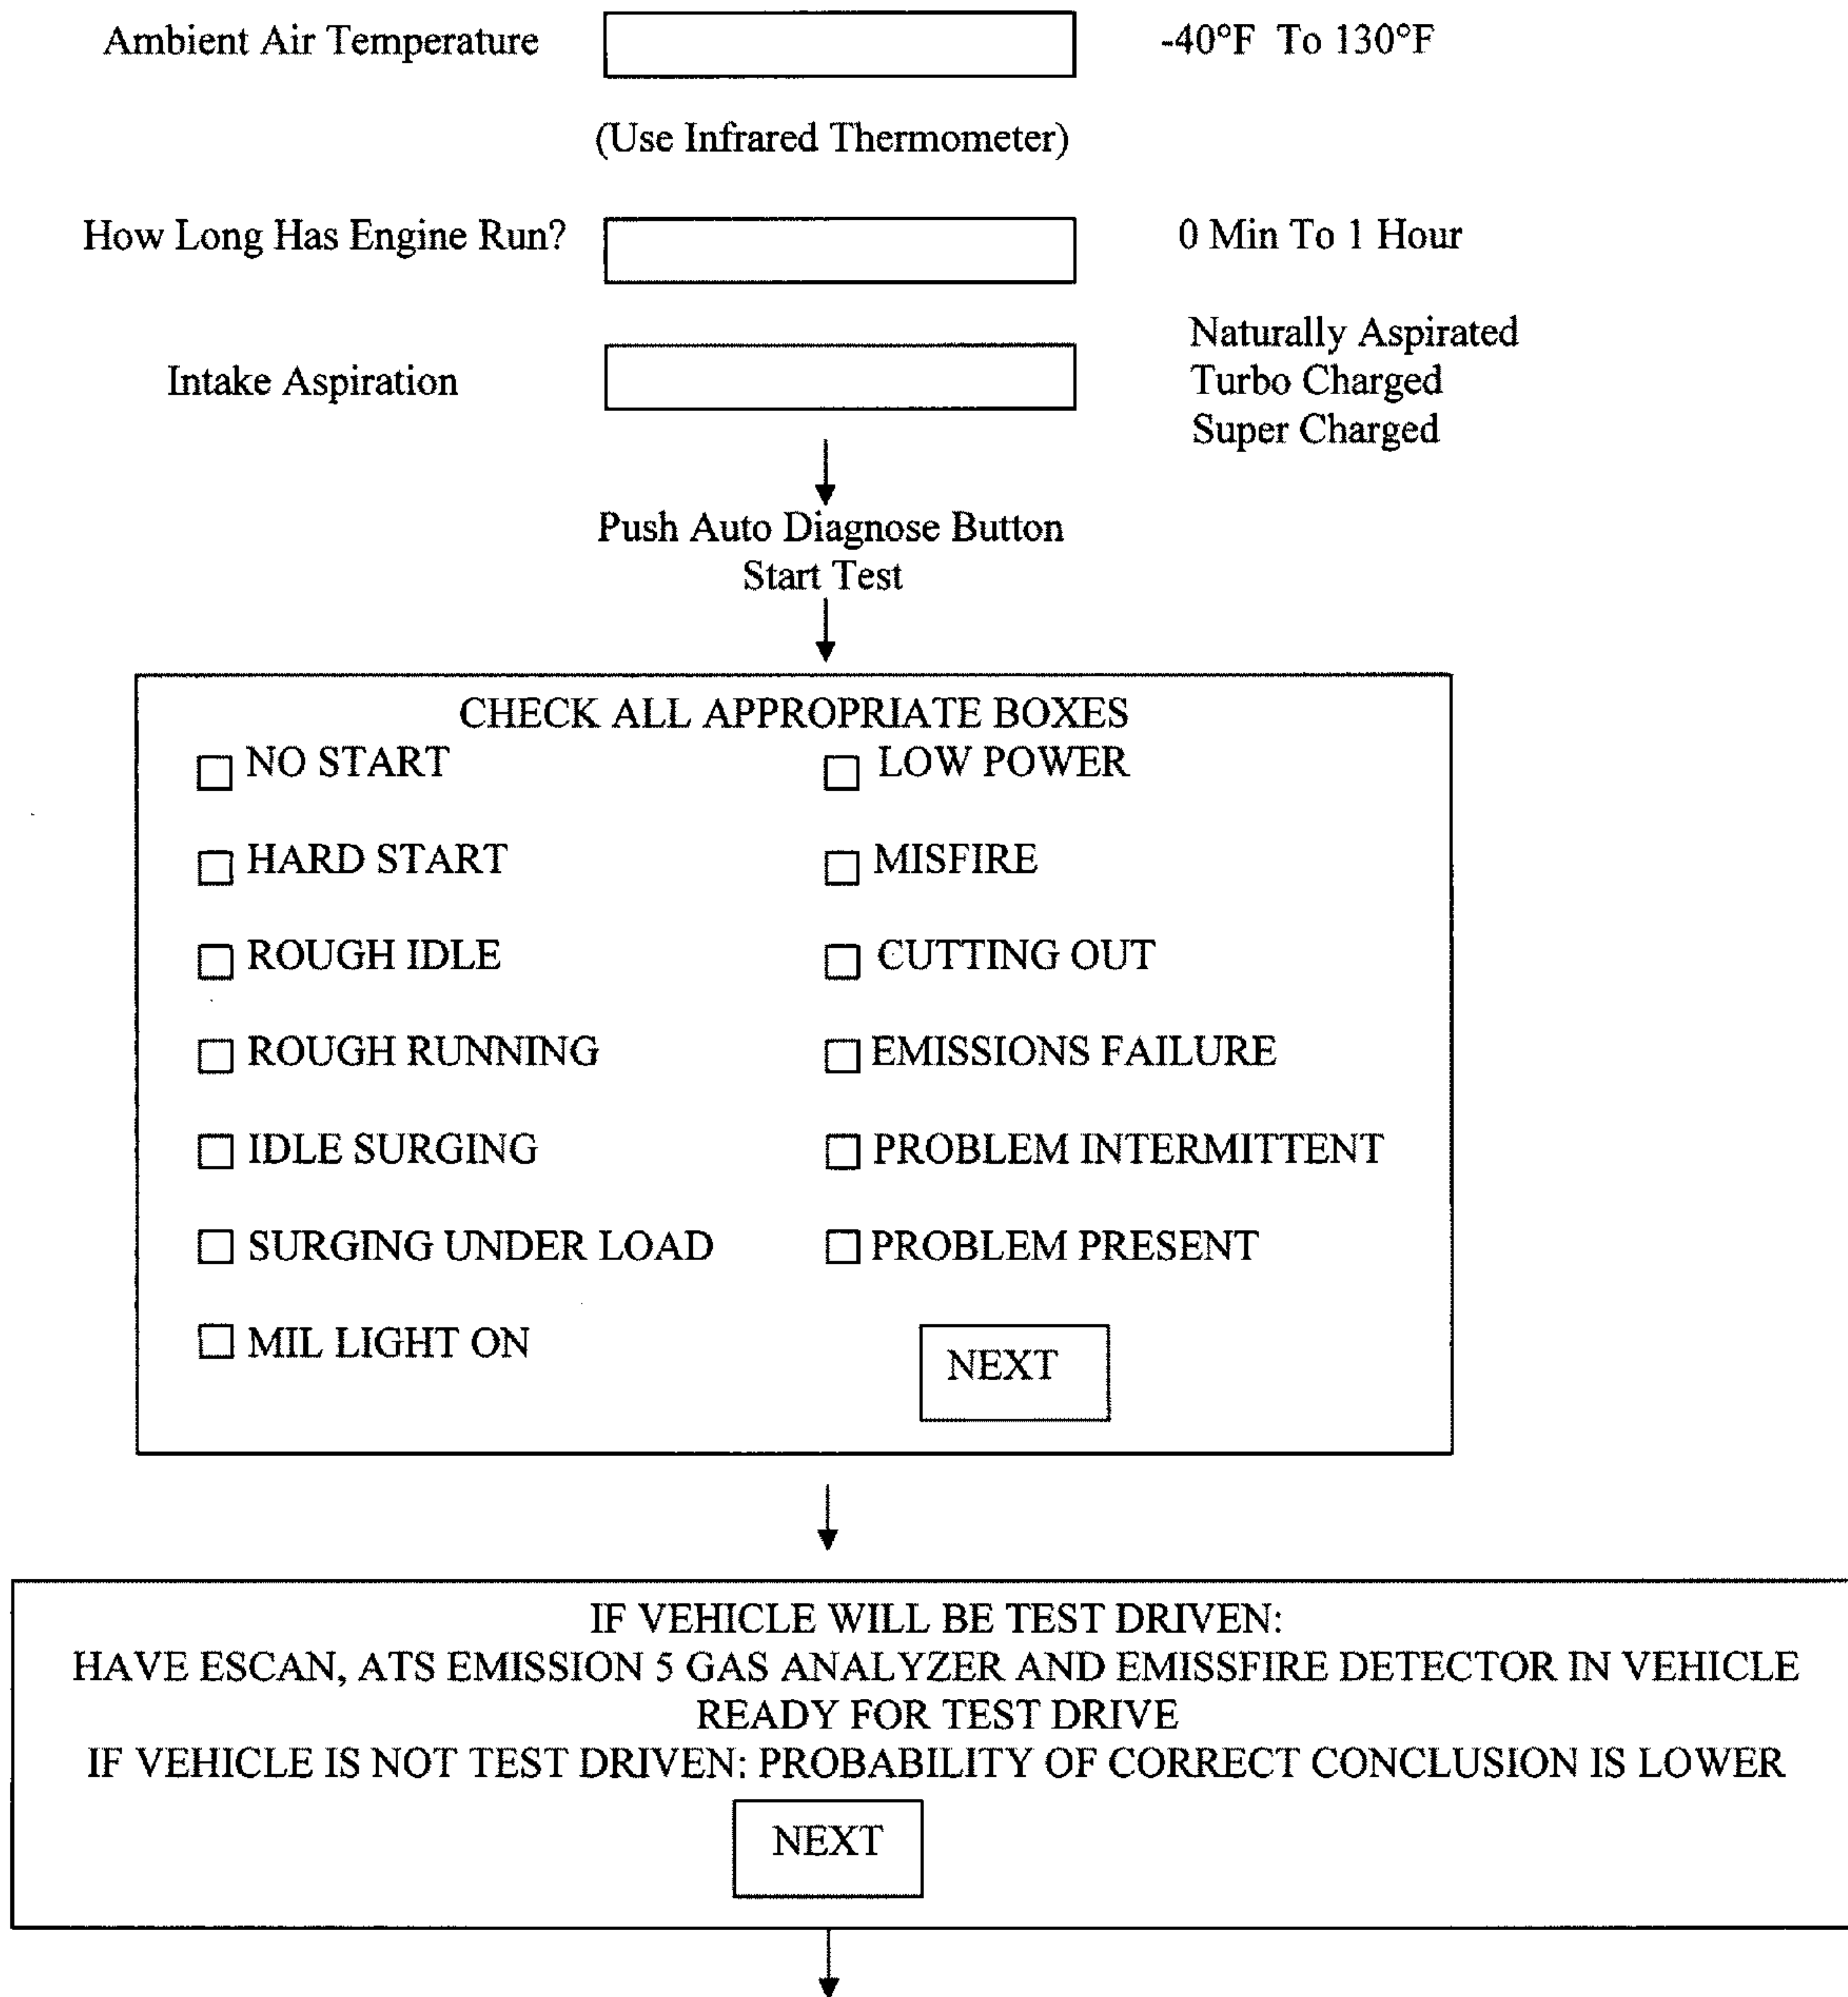 Ambient Air Temperature -40°F To 130°F
(Use Infrared Thermometer)
How Long Has Engine Run? 0 Min To 1 Hour
Intake Aspiration
Naturally Aspirated
Turbo Charged
Super Charged
Push Auto Diagnose Button
Start Test
CHECK ALL APPROPRIATE BOXES
NO START LOW POWER
HARD START MISFIRE
ROUGH IDLE CUTTING OUT
ROUGH RUNNING EMISSIONS FAILURE
IDLE SURGING PROBLEM INTERMITTENT
SURGING UNDER LOAD PROBLEM PRESENT
MIL LIGHT ON
NEXT
IF VEHICLE WILL BE TEST DRIVEN:
HAVE ESCAN, ATS EMISSION 5 GAS ANALYZER AND EMISSFIRE DETECTOR IN VEHICLE
READY FOR TEST DRIVE
IF VEHICLE IS NOT TEST DRIVEN: PROBABILITY OF CORRECT CONCLUSION IS LOWER
NEXT